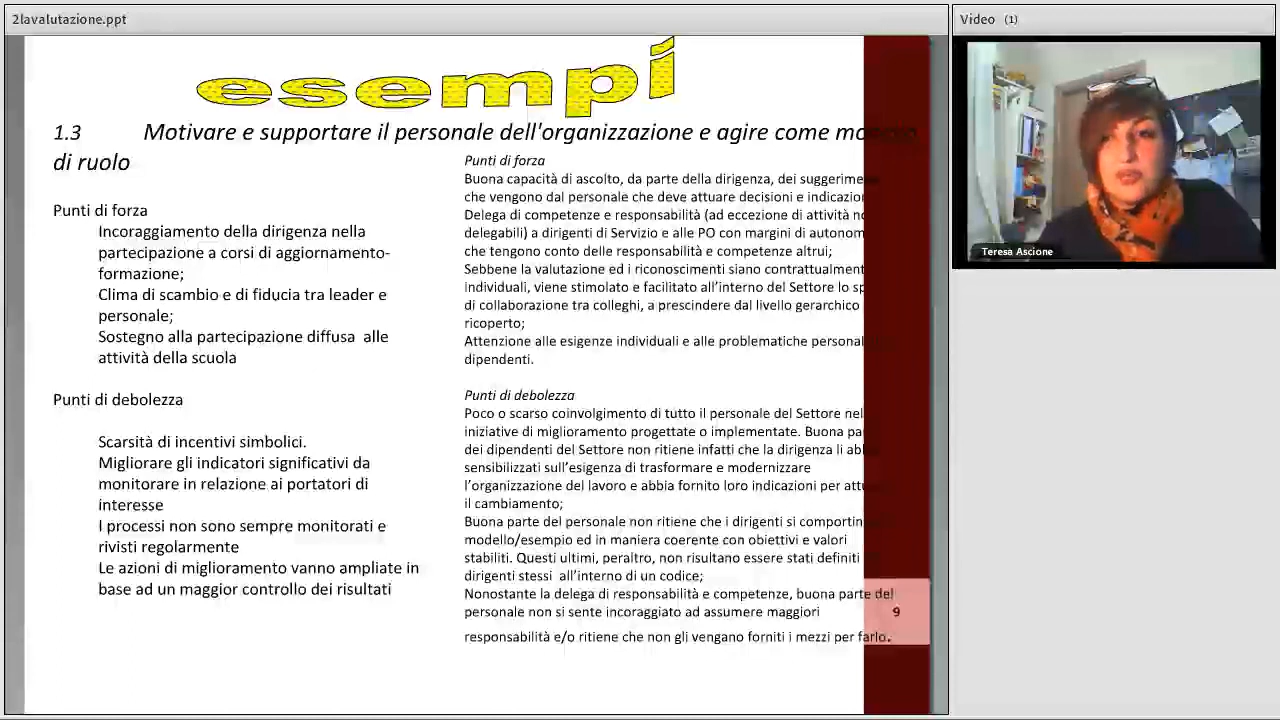 2lavalutazione.ppt
esempi
1.3 Motivare e supportare il personale dell'organizzazione e agire come
di ruolo
Punti di forza
Incoraggiamento della dirigenza nella
partecipazione a corsi di aggiornamento-
formazione;
Clima di scambio e di fiducia tra leader e
personale;
Sostegno alla partecipazione diffusa alle
attività della scuola
Punti di debolezza
Scarsità di incentivi simbolici.
Migliorare gli indicatori significativi da
monitorare in relazione ai portatori di
interesse
I processi non sono sempre monitorati e
rivisti regolarmente
Le azioni di miglioramento vanno ampliate in
base ad un maggior controllo dei risultati
Punti di forza
Buona capacità di ascolto, da parte della dirigenza, dei
che vengono dal personale che deve attuare decisioni e
Delega di competenze e responsabilità (ad eccezione di attività
delegabili) a dirigenti di Servizio e alle PO con margini di
che tengono conto delle responsabilità e competenze altrui;
Sebbene la valutazione ed i riconoscimenti siano
individuali, viene stimolato e facilitato all'interno del Settore lo
di collaborazione tra colleghi, a prescindere dal livello gerarchico
ricoperto;
Attenzione alle esigenze individuali e alle problematiche
dipendenti.
Punti di debolezza
Poco o scarso coinvolgimento di tutto il personale del Settore
iniziative di miglioramento progettate o implementate. Buona
dei dipendenti del Settore non ritiene infatti che la dirigenza li
sensibilizzati sull'esigenza di trasformare e modernizzare
l'organizzazione del lavoro e abbia fornito loro indicazioni per
il cambiamento;
Buona parte del personale non ritiene che i dirigenti si
modello/esempio ed in maniera coerente con obiettivi e valori
stabiliti. Questi ultimi, peraltro, non risultano essere stati definiti
dirigenti stessi all'interno di un codice;
Nonostante la delega di responsabilità e competenze, buona parte del
personale non si sente incoraggiato ad assumere maggiori
responsabilità e/o ritiene che non gli vengano forniti i mezzi per farlo.
9
Video (1)
Teresa Ascione